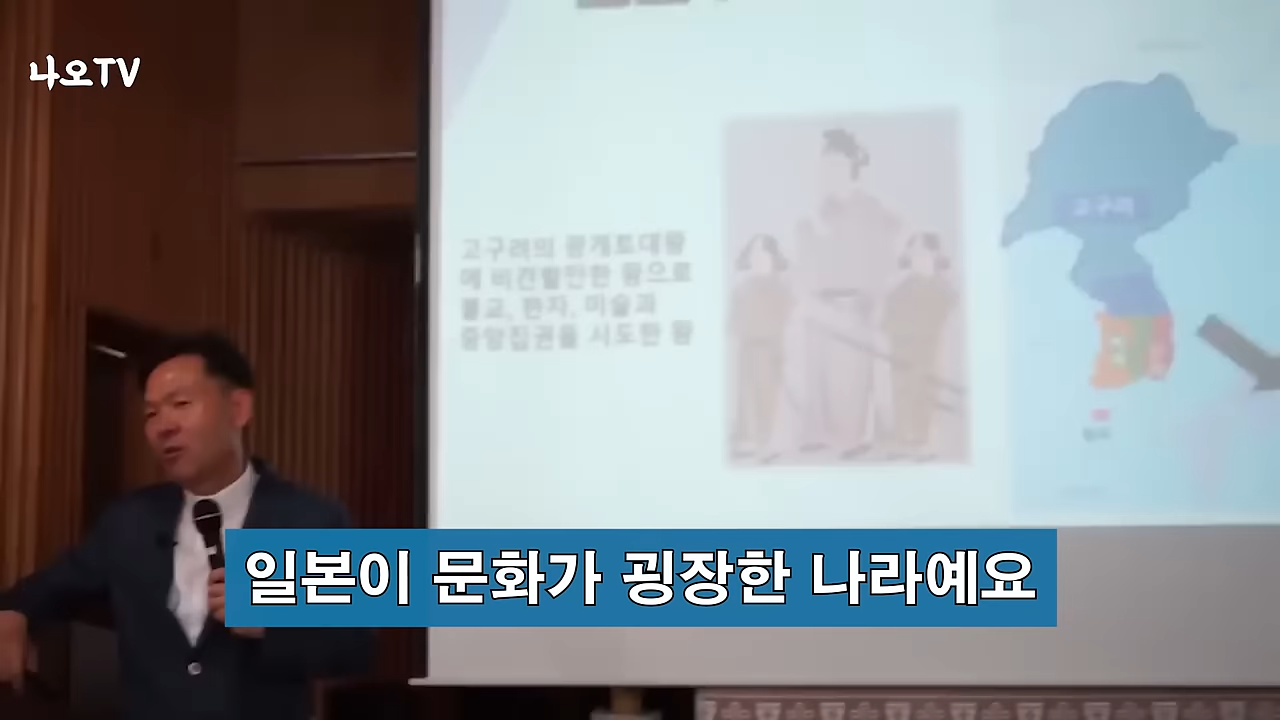 나오TV
고구려의 광개토대왕
에 비견할만한 왕으로
불교, 한자, 미술과
중앙집권을 시도한 왕
고구려
일본이 문화가 굉장한 나라예요